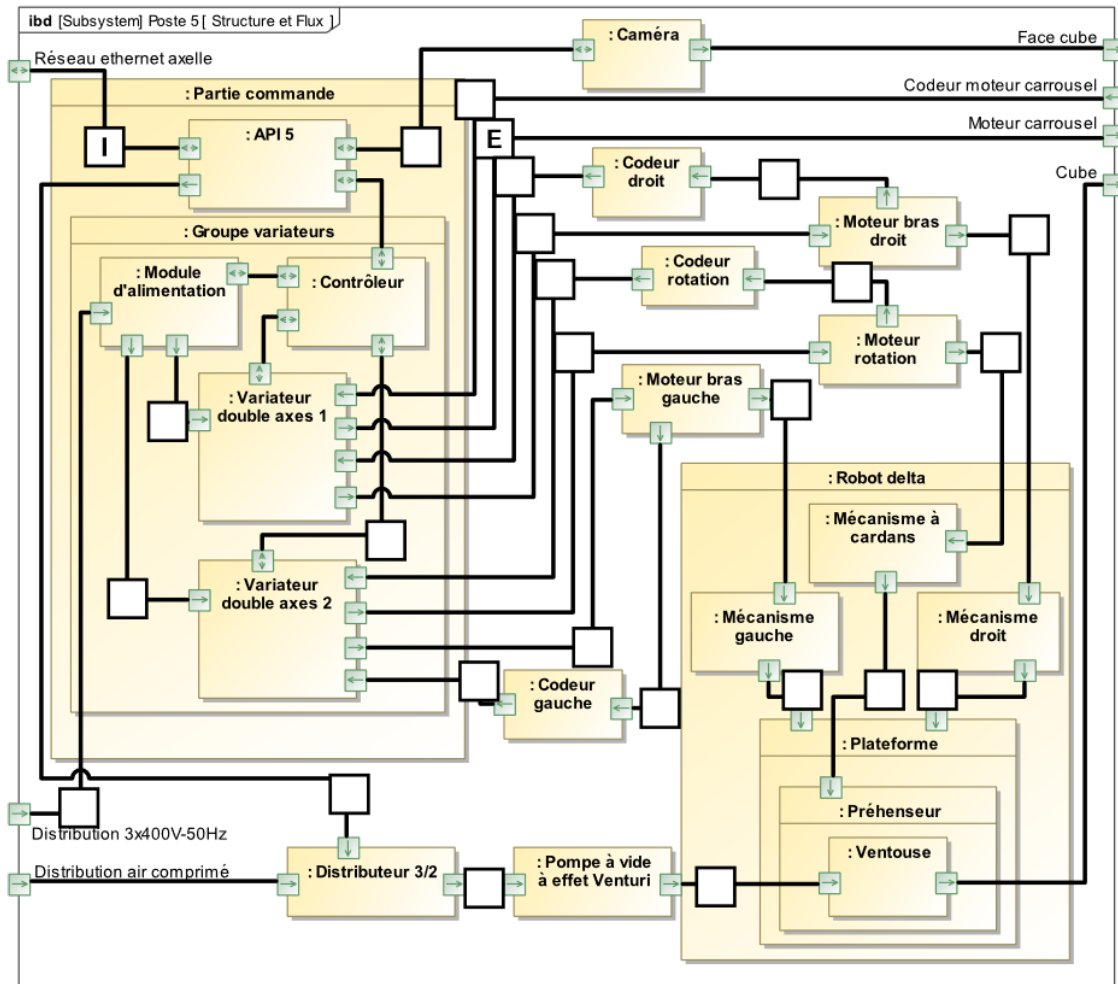 ibd [Subsystem] Poste 5 [ Structure et Flux ]
Réseau ethernet axelle
: Caméra
Face cube
: Partie commande
Codeur moteur carrousel
I
: API 5
E
Moteur carrousel
: Codeur
droit
Cube
: Groupe variateurs
: Moteur bras
droit
: Module
d'alimentation
: Contrôleur
: Codeur
rotation
: Moteur
rotation
: Variateur
double axes 1
: Moteur bras
gauche
: Robot delta
: Mécanisme à
cardans
: Variateur
double axes 2
: Mécanisme
gauche
: Mécanisme
droit
: Codeur
gauche
: Plateforme
: Préhenseur
Distribution 3x400V-50Hz
: Ventouse
Distribution air comprimé
: Distributeur 3/2
: Pompe à vide
à effet Venturi